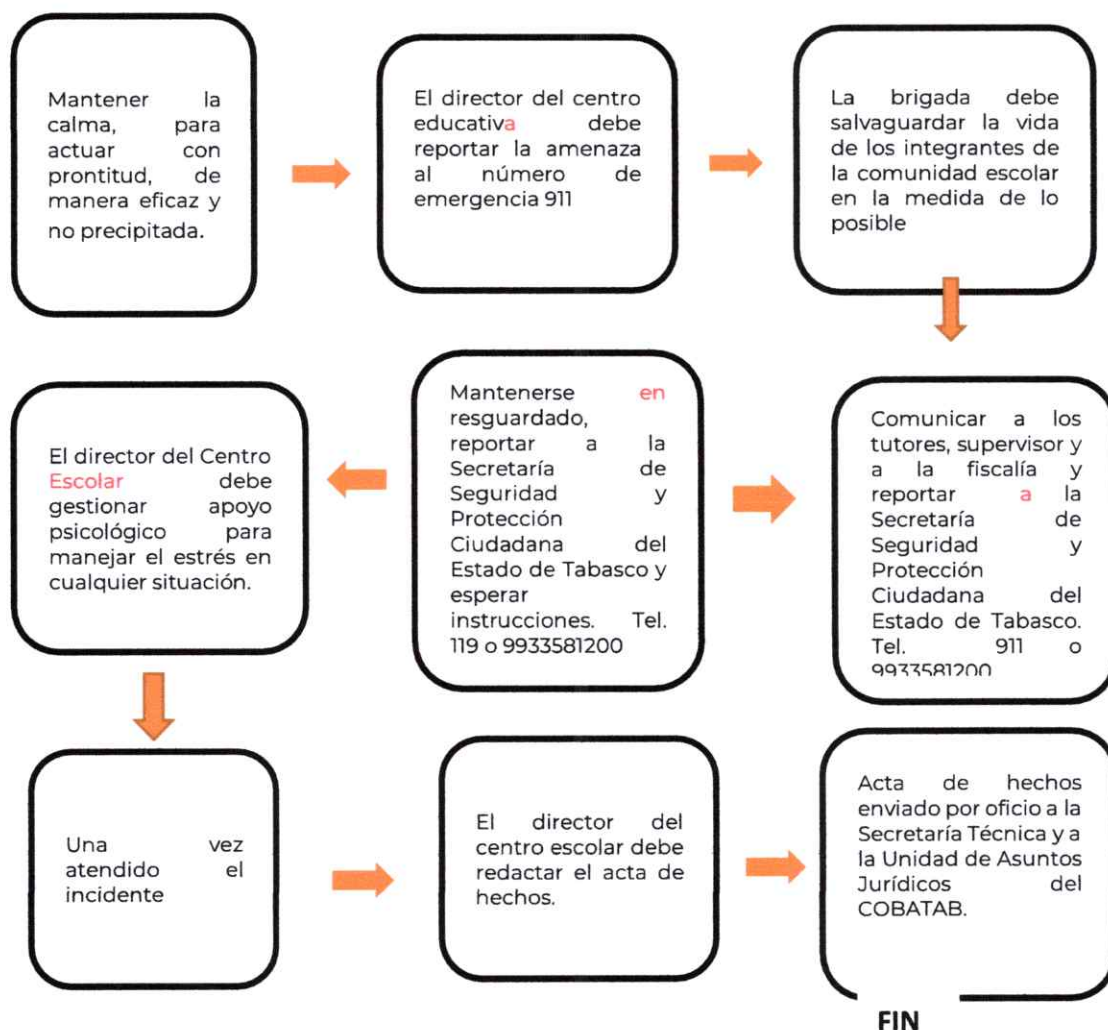 Mantener la
calma, para
actuar con
prontitud, de
manera eficaz y
no precipitada.
El director del centro
educativa debe
reportar la amenaza
al número de
emergencia 911
La brigada debe
salvaguardar la vida
de los integrantes de
la comunidad escolar
en la medida de lo
posible
El director del Centro
Escolar debe
gestionar apoyo
psicológico para
manejar el estrés en
cualquier situación.
Mantenerse en
resguardado,
reportar a la
Secretaría de
Seguridad y
Protección
Ciudadana del
Estado de Tabasco y
esperar
instrucciones. Tel.
119 o 9933581200
Comunicar a los
tutores, supervisor y
a la fiscalía y
reportar a la
Secretaría de
Seguridad y
Protección
Ciudadana del
Estado de Tabasco.
Tel. 911 o
9933581200
Una vez
atendido el
incidente
El director del
centro escolar debe
redactar el acta de
hechos.
Acta de hechos
enviado por oficio a la
Secretaría Técnica y a
la Unidad de Asuntos
Jurídicos del
COBATAB.
FIN